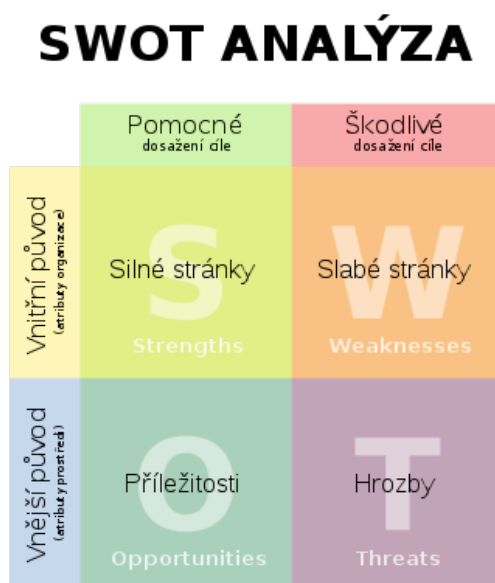 SWOT ANALÝZA
Pomocné
dosažení cíle
Škodlivé
dosažení cíle
Vnitřní původ
(atributy organizace)
S
Silné stránky
Strengths
W
Slabé stránky
Weaknesses
Vnější původ
(atributy prostředí)
O
Příležitosti
Opportunities
T
Hrozby
Threats